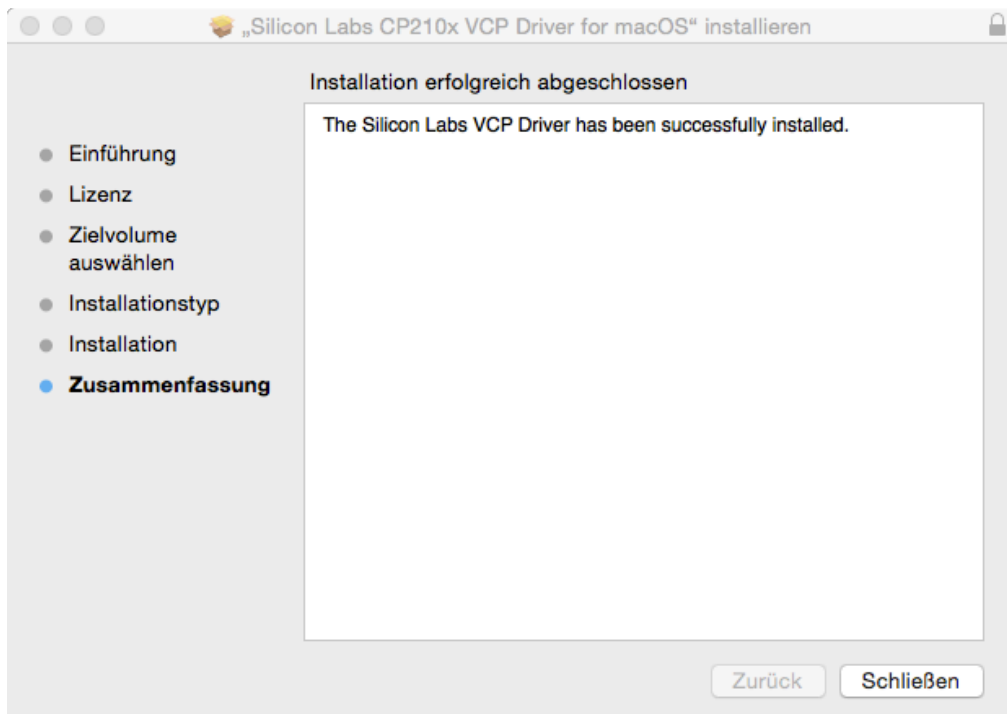 „Silicon Labs CP210x VCP Driver for macOS“ installieren
Installation erfolgreich abgeschlossen
The Silicon Labs VCP Driver has been successfully installed.
Einführung
Lizenz
Zielvolume
auswählen
Installationstyp
Installation
Zusammenfassung
Zurück
Schließen